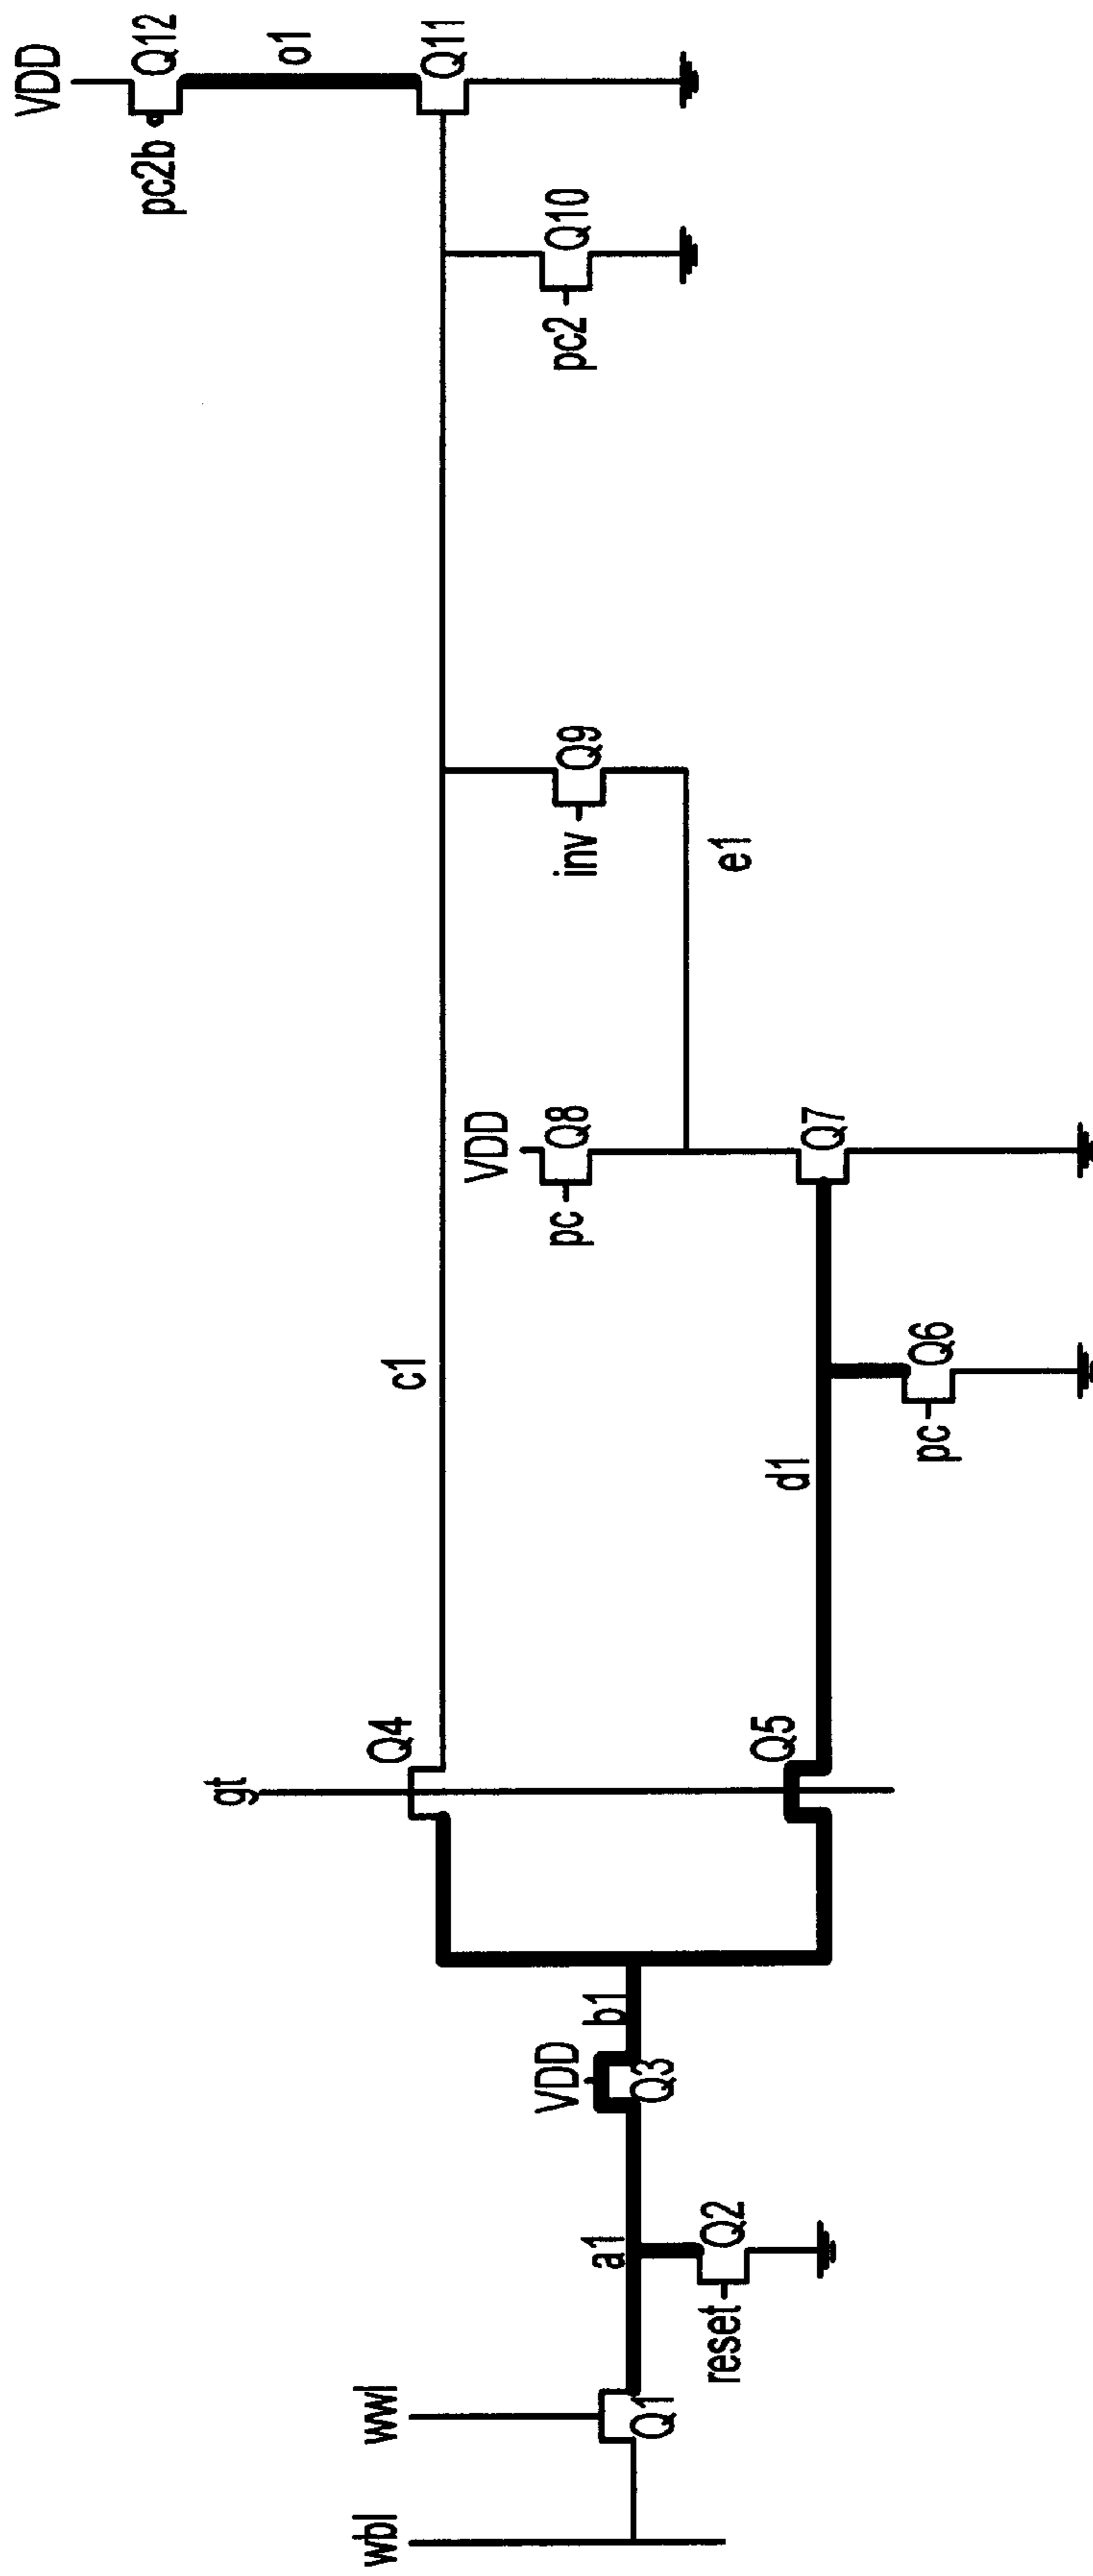 wbl
wwl
Q1
a1
reset
Q2
VDD
Q3
b1
gt
Q4
Q5
c1
d1
pc
Q6
VDD
pc
Q8
Q7
e1
inv
Q9
pc2
Q10
VDD
pc2b
Q12
o1
Q11